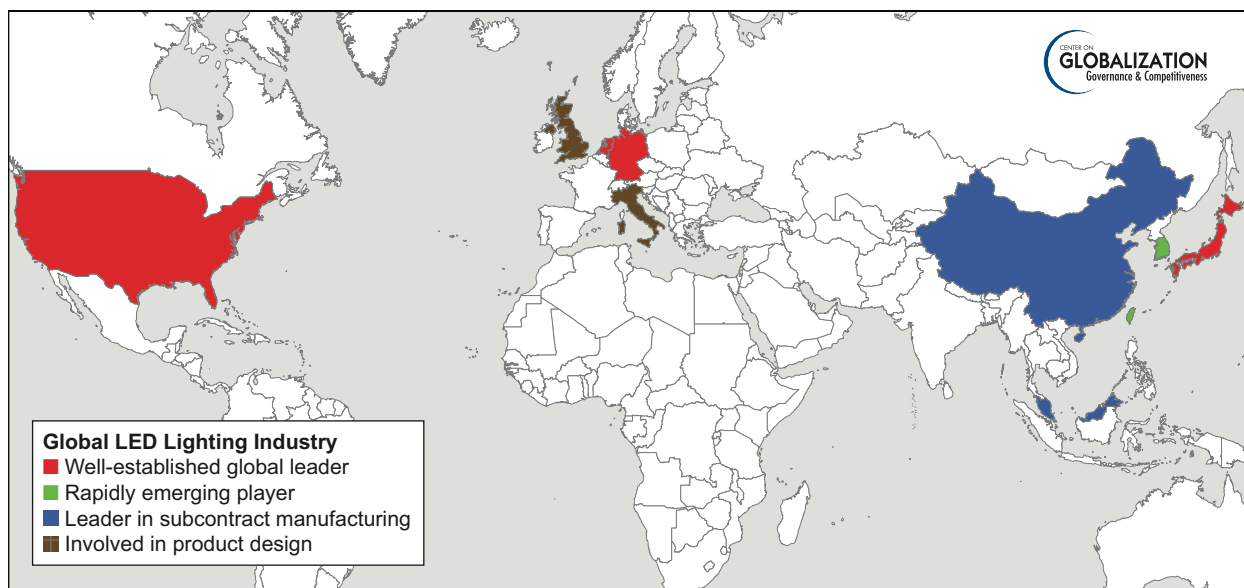 CENTER ON
GLOBALIZATION
Governance & Competitiveness
Global LED Lighting Industry
Well-established global leader
Rapidly emerging player
Leader in subcontract manufacturing
Involved in product design